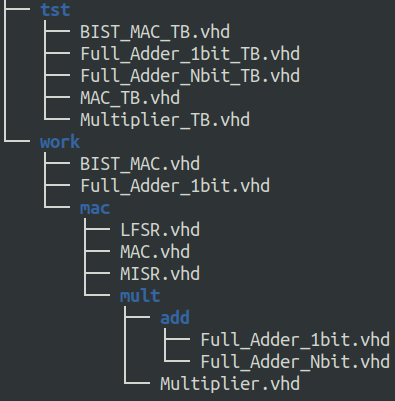 tst
BIST_MAC_TB.vhd
Full_Adder_1bit_TB.vhd
Full_Adder_Nbit_TB.vhd
MAC_TB.vhd
Multiplier_TB.vhd
work
BIST_MAC.vhd
Full_Adder_1bit.vhd
mac
LFSR.vhd
MAC.vhd
MISR.vhd
mult
add
Full_Adder_1bit.vhd
Full_Adder_Nbit.vhd
Multiplier.vhd